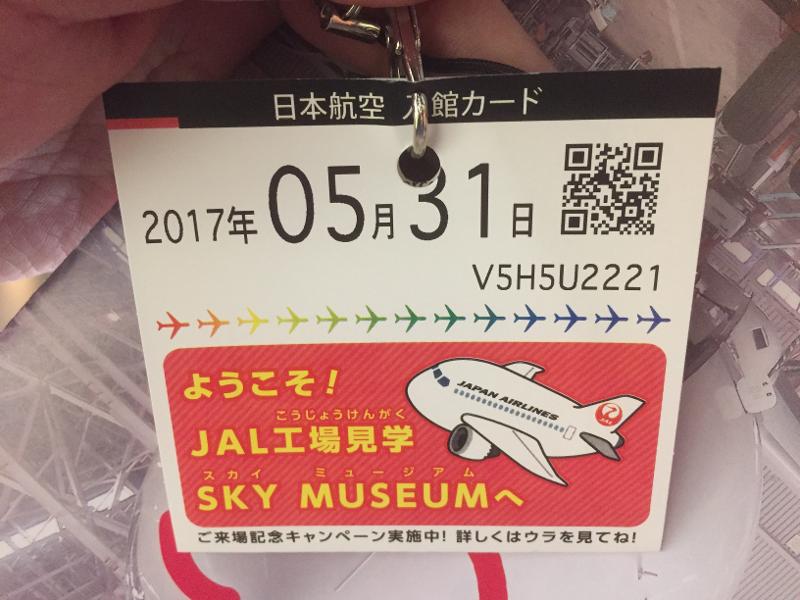 日本航空 入館カード
2017年 05月31日
V5H5U2221
ようこそ!
こうじょうけんがく
JAL工場見学
スカイ ミュージアム
SKY MUSEUMへ
JAPAN AIRLINES
JAL
ご来場記念キャンペーン実施中! 詳しくはウラを見てね!